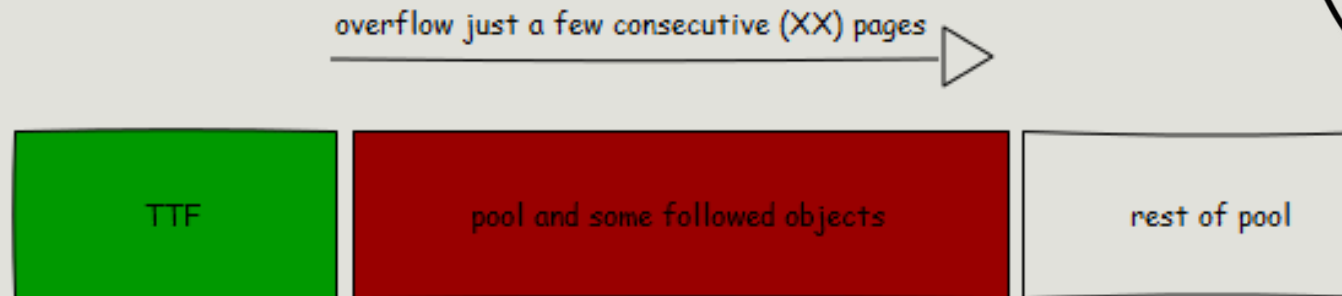 overflow just a few consecutive (XX) pages
TTF
pool and some followed objects
rest of pool